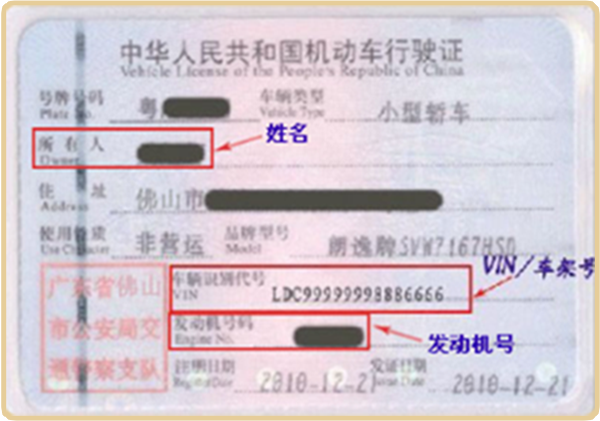 中华人民共和国机动车行驶证
Vehicle License of the People's Republic of China
号牌号码 粤 车辆类型 小型轿车
Plate No. Vehicle Type
姓名
所有人
Owner
住 址 佛山市
Address
使用性质 非营运 品牌型号 朗逸牌SVW7167HSD
Use Character Model
VIN/车架号
车辆识别代号
VIN LDC99999998886666
广东省佛山
市公安局交
通警察支队
发动机号码
Engine No.
发动机号
注册日期 2010-12-21 发证日期 2010-12-21
Register Date Issue Date